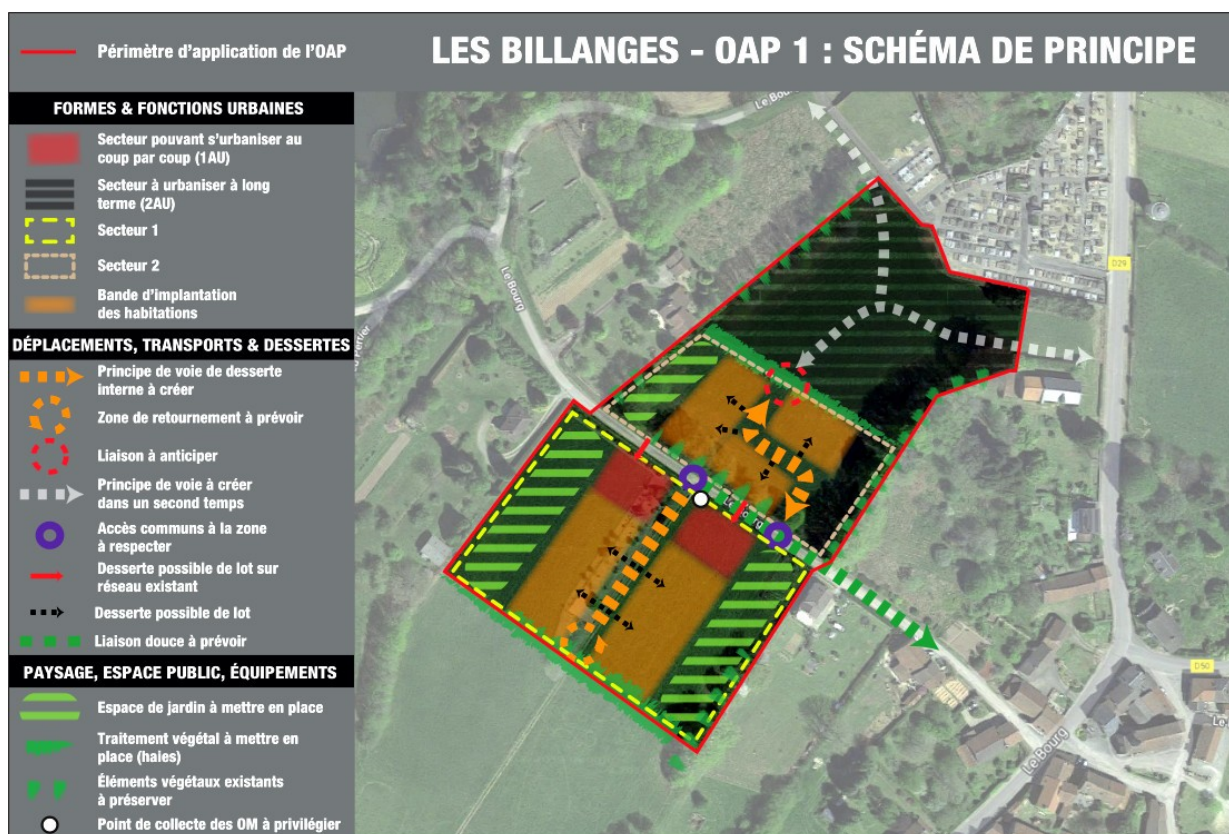 Périmètre d'application de l'OAP
LES BILLANGES - OAP 1 : SCHÉMA DE PRINCIPE
FORMES & FONCTIONS URBAINES
Secteur pouvant s'urbaniser au
coup par coup (1AU)
Secteur à urbaniser à long
terme (2AU)
Secteur 1
Secteur 2
Bande d'implantation
des habitations
DÉPLACEMENTS, TRANSPORTS & DESSERTES
Principe de voie de desserte
interne à créer
Zone de retournement à prévoir
Liaison à anticiper
Principe de voie à créer
dans un second temps
Accès communs à la zone
à respecter
Desserte possible de lot sur
réseau existant
Desserte possible de lot
Liaison douce à prévoir
PAYSAGE, ESPACE PUBLIC, ÉQUIPEMENTS
Espace de jardin à mettre en place
Traitement végétal à mettre en
place (haies)
Éléments végétaux existants
à préserver
Point de collecte des OM à privilégier
Le Bourg
D29
Le Bourg
D50
Le
Le Bourg